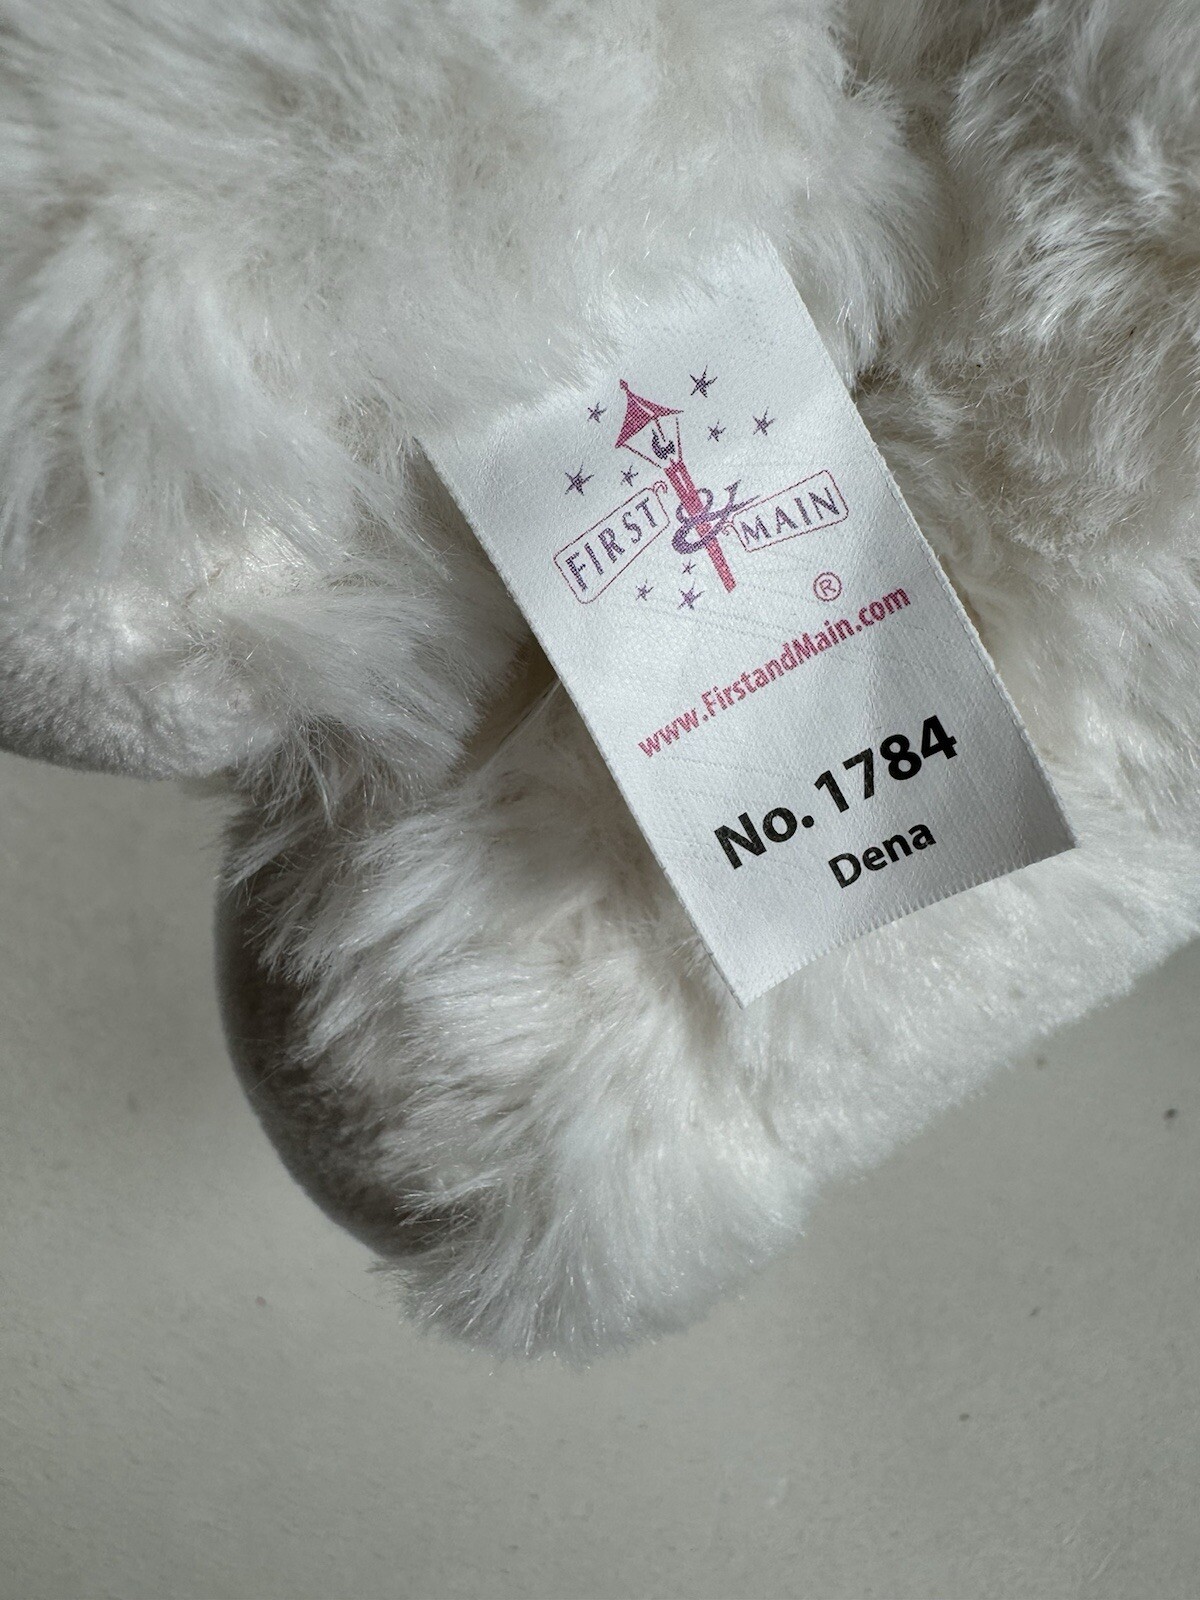 FIRST & MAIN
®
www.FirstandMain.com
No. 1784
Dena